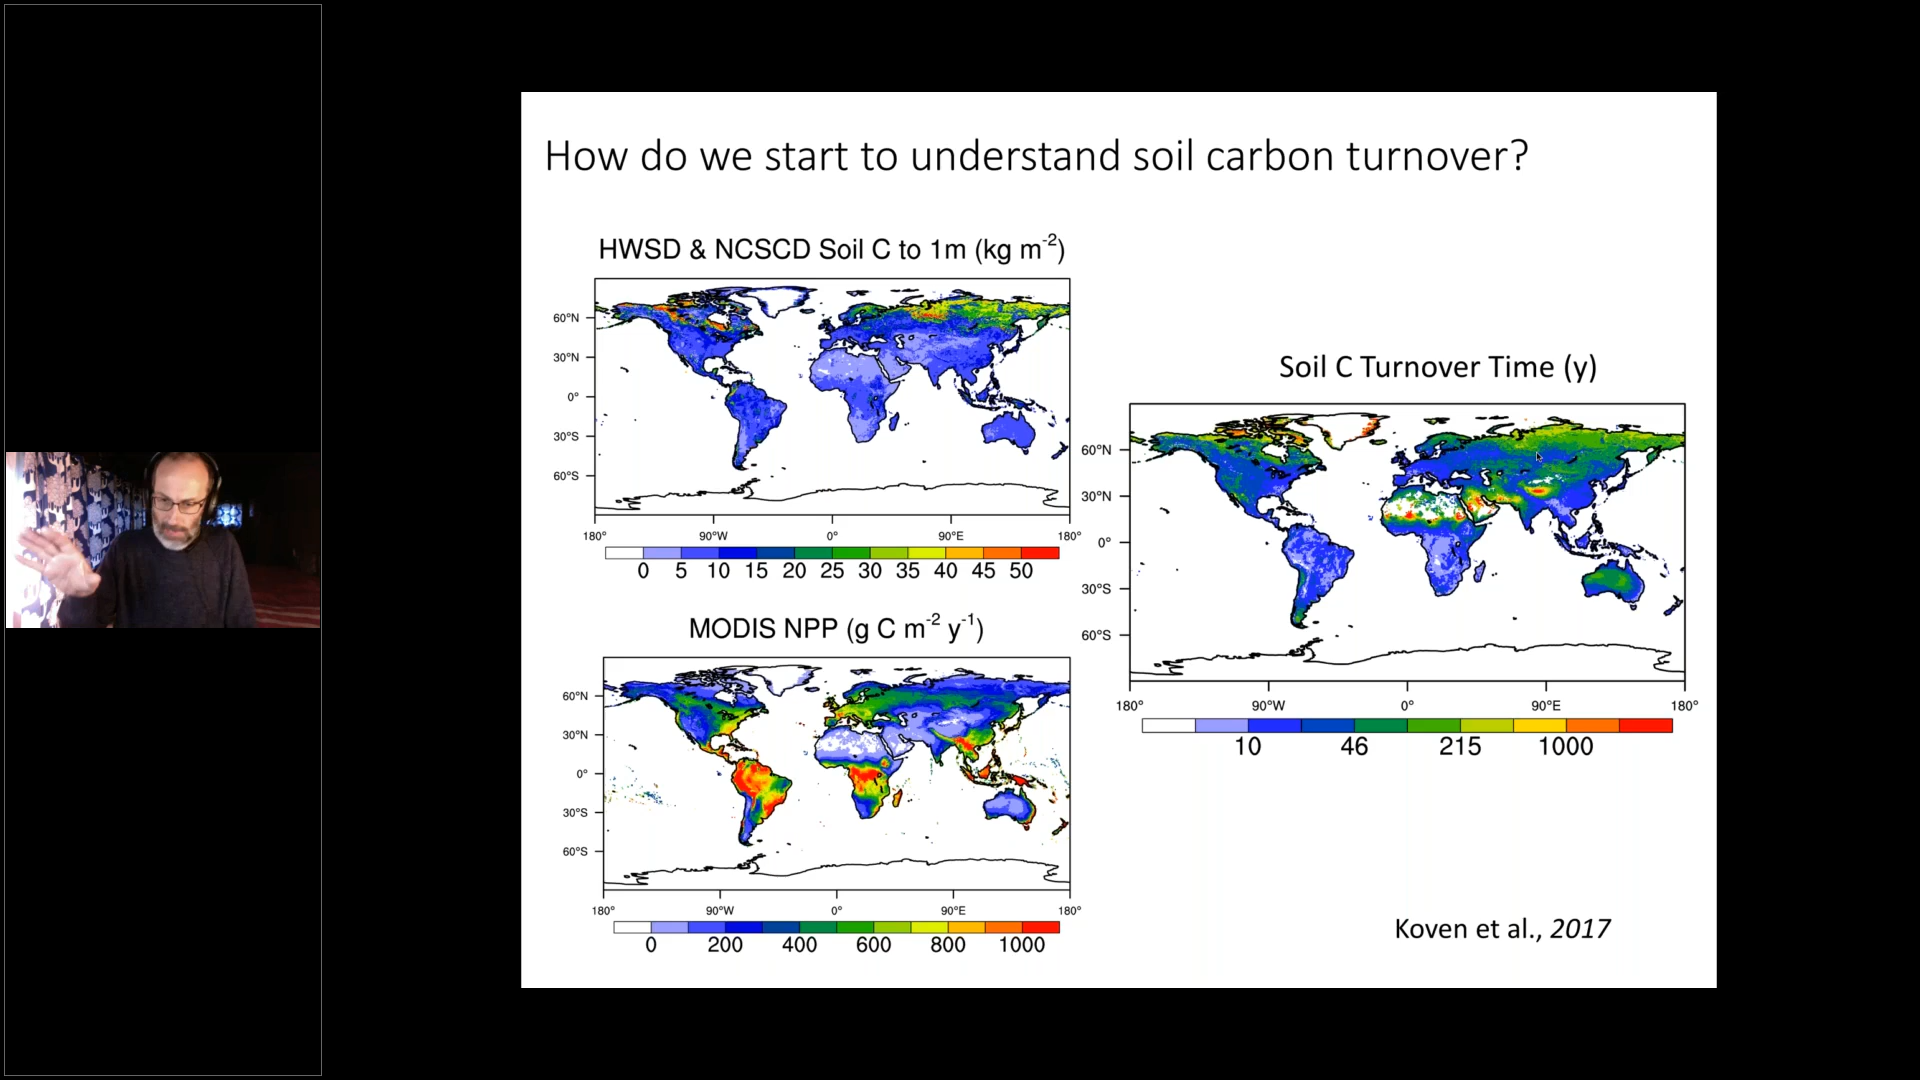 How do we start to understand soil carbon turnover?
HWSD & NCSCD Soil C to 1m (kg m-2)
60°N
30°N
0°
30°S
60°S
180° 90°W 0° 90°E 180°
0 5 10 15 20 25 30 35 40 45 50
MODIS NPP (g C m-2 y-1)
60°N
30°N
0°
30°S
60°S
180° 90°W 0° 90°E 180°
0 200 400 600 800 1000
Soil C Turnover Time (y)
60°N
30°N
0°
30°S
60°S
180° 90°W 0° 90°E 180°
10 46 215 1000
Koven et al., 2017